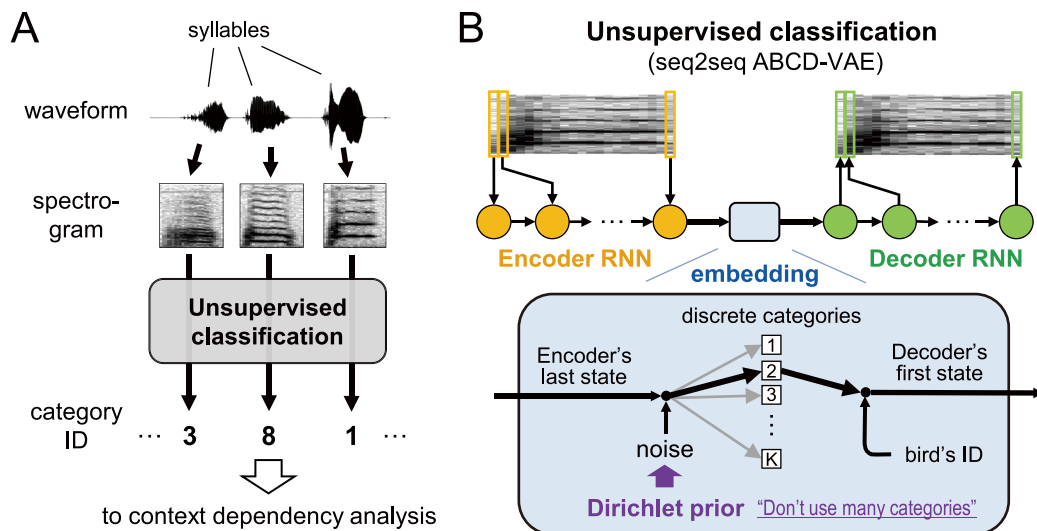 A
syllables
waveform
spectro-
gram
Unsupervised
classification
category
ID
··· 3 8 1 ···
to context dependency analysis
B
Unsupervised classification
(seq2seq ABCD-VAE)
···
···
Encoder RNN
Decoder RNN
embedding
discrete categories
Encoder's
last state
1
2
3
⋮
K
Decoder's
first state
noise
bird's ID
Dirichlet prior "Don't use many categories"